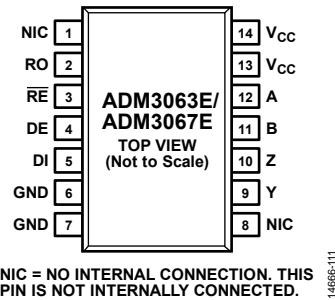 NIC 1
RO 2
RE 3
DE 4
DI 5
GND 6
GND 7
ADM3063E/
ADM3067E
TOP VIEW
(Not to Scale)
14 VCC
13 VCC
12 A
11 B
10 Z
9 Y
8 NIC
NIC = NO INTERNAL CONNECTION. THIS
PIN IS NOT INTERNALLY CONNECTED.
14666-111